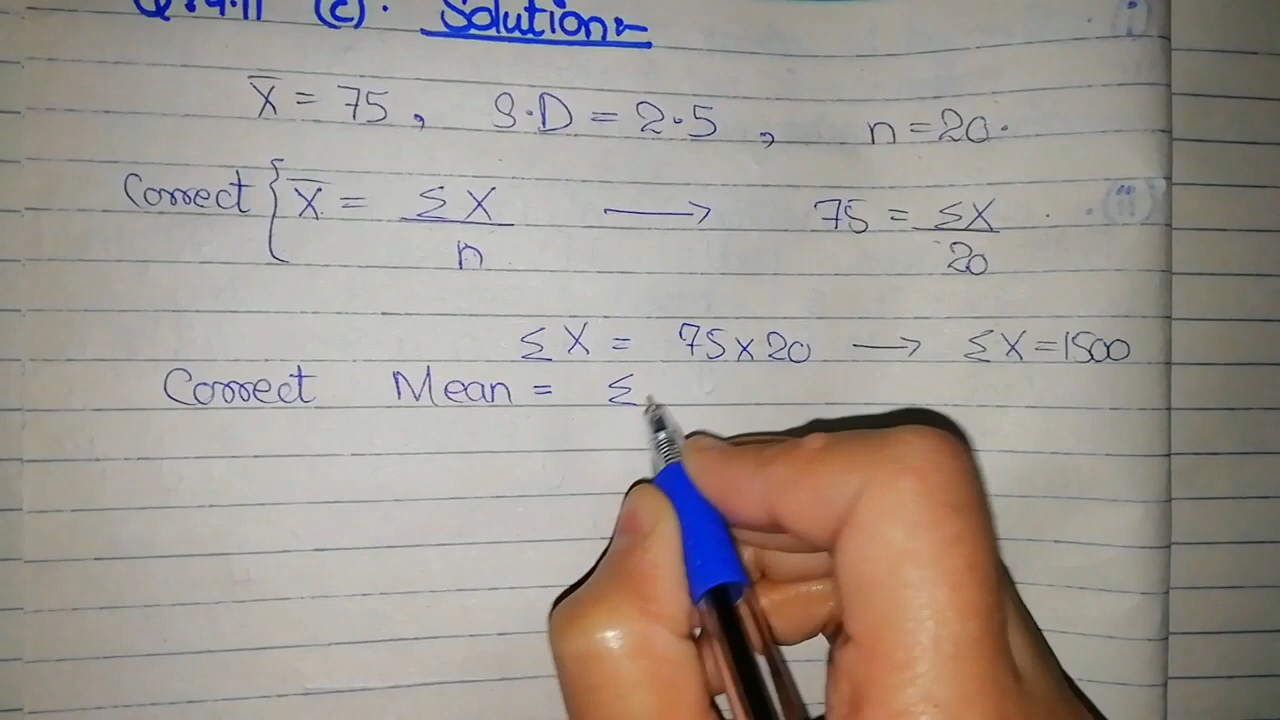 (c). Solution:-
X̄ = 75, S.D = 2.5, n = 20.
Correct { X̄ = ΣX / n → 75 = ΣX / 20
ΣX = 75 × 20 → ΣX = 1500
Correct Mean = Σ